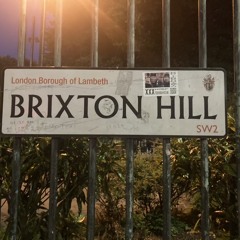 London Borough of Lambeth
BRIXTON HILL
SW2